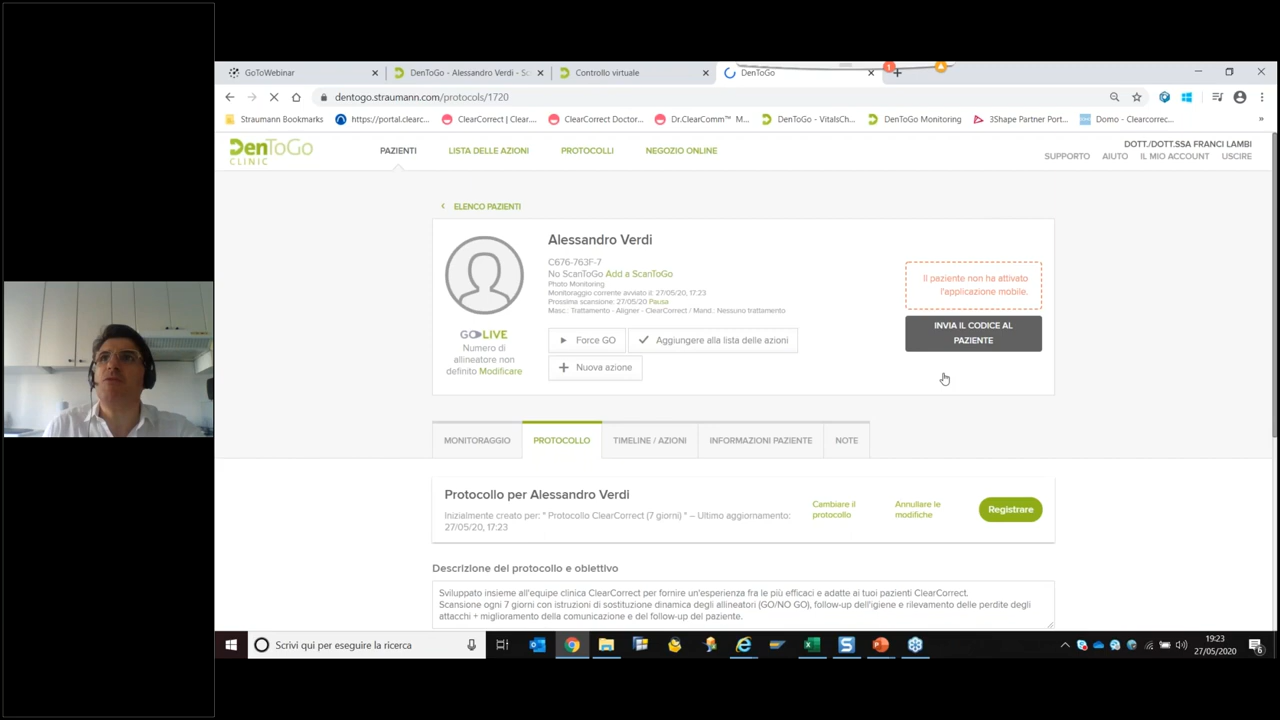 GoToWebinar
DenToGo - Alessandro Verdi - Sc
Controllo virtuale
DenToGo
1
dentogo.straumann.com/protocols/1720
Straumann Bookmarks
https://portal.clearc...
ClearCorrect | Clear...
ClearCorrect Doctor...
Dr.ClearComm™ M...
DenToGo - VitalsCh...
DenToGo Monitoring
3Shape Partner Port...
Domo - Clearcorrec...
DenToGo
CLINIC
PAZIENTI
LISTA DELLE AZIONI
PROTOCOLLI
NEGOZIO ONLINE
DOTT./DOTT.SSA FRANCI LAMBI
SUPPORTO AIUTO IL MIO ACCOUNT USCIRE
ELENCO PAZIENTI
Alessandro Verdi
C676-763F-7
No ScanToGo Add a ScanToGo
Photo Monitoring
Monitoraggio corrente avviato il: 27/05/20, 17:23
Prossima scansione: 27/05/20 Pausa
Masc.: Trattamento - Aligner - ClearCorrect / Mand.: Nessuno trattamento
GO LIVE
Numero di
allineatore non
definito Modificare
Force GO
Aggiungere alla lista delle azioni
Nuova azione
Il paziente non ha attivato
l'applicazione mobile.
INVIA IL CODICE AL
PAZIENTE
MONITORAGGIO
PROTOCOLLO
TIMELINE / AZIONI
INFORMAZIONI PAZIENTE
NOTE
Protocollo per Alessandro Verdi
Inizialmente creato per: " Protocollo ClearCorrect (7 giorni) " – Ultimo aggiornamento:
27/05/20, 17:23
Cambiare il
protocollo
Annullare le
modifiche
Registrare
Descrizione del protocollo e obiettivo
Sviluppato insieme all'equipe clinica ClearCorrect per fornire un'esperienza fra le più efficaci e adatte ai tuoi pazienti ClearCorrect.
Scansione ogni 7 giorni con istruzioni di sostituzione dinamica degli allineatori (GO/NO GO), follow-up dell'igiene e rilevamento delle perdite degli
attacchi + miglioramento della comunicazione e del follow-up del paziente.
Scrivi qui per eseguire la ricerca
19:23
27/05/2020
6